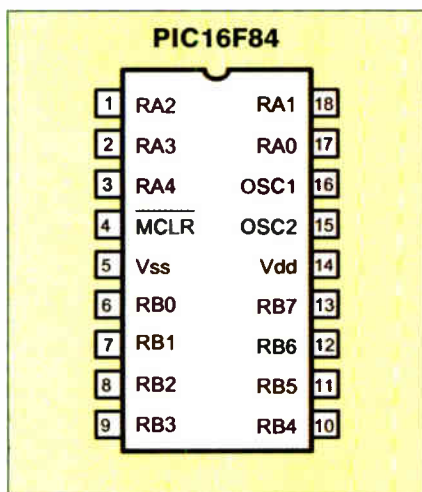 PIC16F84
1 RA2 RA1 18
2 RA3 RA0 17
3 RA4 OSC1 16
4 MCLR OSC2 15
5 Vss Vdd 14
6 RB0 RB7 13
7 RB1 RB6 12
8 RB2 RB5 11
9 RB3 RB4 10